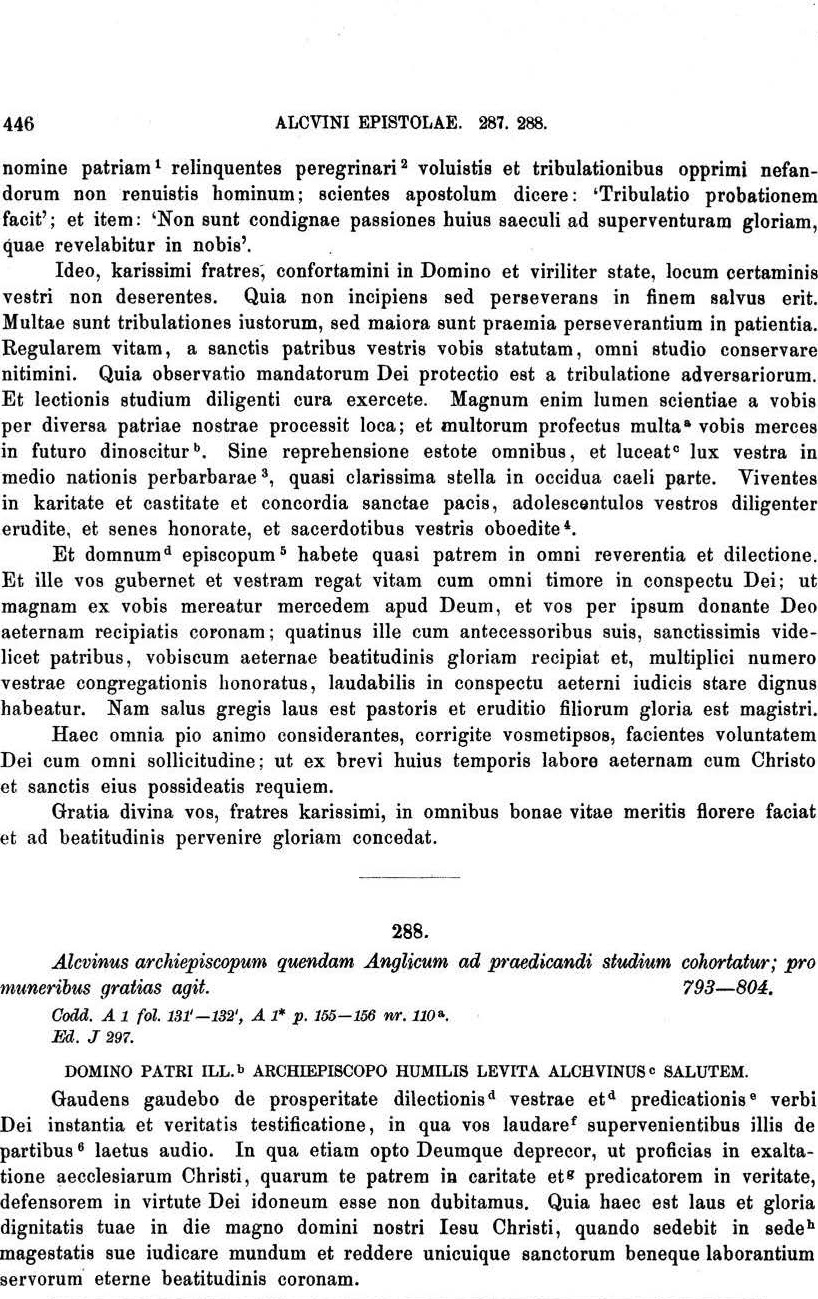 446 ALCVINI EPISTOLAE. 287. 288.
nomine patriam¹ relinquentes peregrinari² voluistis et tribulationibus opprimi nefan-
dorum non renuistis hominum; scientes apostolum dicere: ‘Tribulatio probationem
facit’; et item: ‘Non sunt condignae passiones huius saeculi ad superventuram gloriam,
quae revelabitur in nobis’.
Ideo, karissimi fratres, confortamini in Domino et viriliter state, locum certaminis
vestri non deserentes. Quia non incipiens sed perseverans in finem salvus erit.
Multae sunt tribulationes iustorum, sed maiora sunt praemia perseverantium in patientia.
Regularem vitam, a sanctis patribus vestris vobis statutam, omni studio conservare
nitimini. Quia observatio mandatorum Dei protectio est a tribulatione adversariorum.
Et lectionis studium diligenti cura exercete. Magnum enim lumen scientiae a vobis
per diversa patriae nostrae processit loca; et multorum profectus multaᵃ vobis merces
in futuro dinosciturᵇ. Sine reprehensione estote omnibus, et luceatᶜ lux vestra in
medio nationis perbarbarae³, quasi clarissima stella in occidua caeli parte. Viventes
in karitate et castitate et concordia sanctae pacis, adolescentulos vestros diligenter
erudite, et senes honorate, et sacerdotibus vestris oboedite⁴.
Et domnumᵈ episcopum⁵ habete quasi patrem in omni reverentia et dilectione.
Et ille vos gubernet et vestram regat vitam cum omni timore in conspectu Dei; ut
magnam ex vobis mereatur mercedem apud Deum, et vos per ipsum donante Deo
aeternam recipiatis coronam; quatinus ille cum antecessoribus suis, sanctissimis vide-
licet patribus, vobiscum aeternae beatitudinis gloriam recipiat et, multiplici numero
vestrae congregationis honoratus, laudabilis in conspectu aeterni iudicis stare dignus
habeatur. Nam salus gregis laus est pastoris et eruditio filiorum gloria est magistri.
Haec omnia pio animo considerantes, corrigite vosmetipsos, facientes voluntatem
Dei cum omni sollicitudine; ut ex brevi huius temporis labore aeternam cum Christo
et sanctis eius possideatis requiem.
Gratia divina vos, fratres karissimi, in omnibus bonae vitae meritis florere faciat
et ad beatitudinis pervenire gloriam concedat.
288.
Alcvinus archiepiscopum quendam Anglicum ad praedicandi studium cohortatur; pro
muneribus gratias agit. 793—804.
Codd. A 1 fol. 131'—132', A 1* p. 155—156 nr. 110ᵃ.
Ed. J 297.
DOMINO PATRI ILL.ᵇ ARCHIEPISCOPO HUMILIS LEVITA ALCHVINUSᶜ SALUTEM.
Gaudens gaudebo de prosperitate dilectionisᵈ vestrae etᵈ predicationisᵉ verbi
Dei instantia et veritatis testificatione, in qua vos laudareᶠ supervenientibus illis de
partibus⁶ laetus audio. In qua etiam opto Deumque deprecor, ut proficias in exalta-
tione aecclesiarum Christi, quarum te patrem in caritate etᵍ predicatorem in veritate,
defensorem in virtute Dei idoneum esse non dubitamus. Quia haec est laus et gloria
dignitatis tuae in die magno domini nostri Iesu Christi, quando sedebit in sedeʰ
magestatis sue iudicare mundum et reddere unicuique sanctorum beneque laborantium
servorum eterne beatitudinis coronam.